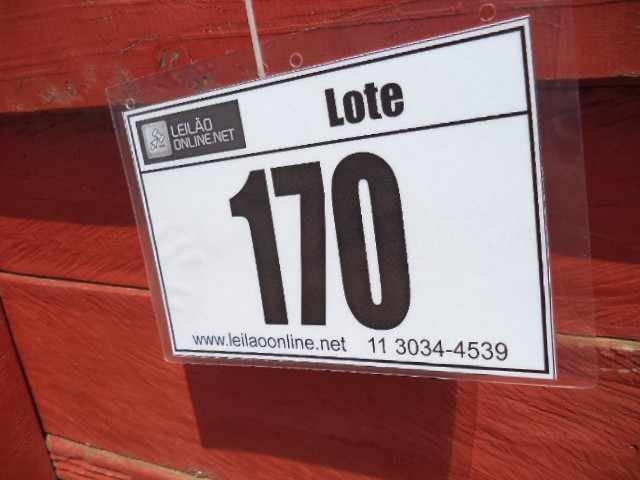 LEILÃO
ONLINE.NET
Lote
170
www.leilaoonline.net 11 3034-4539